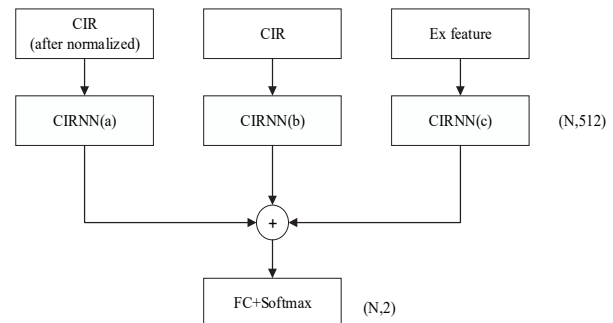 CIR
(after normalized)
CIR
Ex feature
CIRNN(a)
CIRNN(b)
CIRNN(c)
(N,512)
+
FC+Softmax
(N,2)